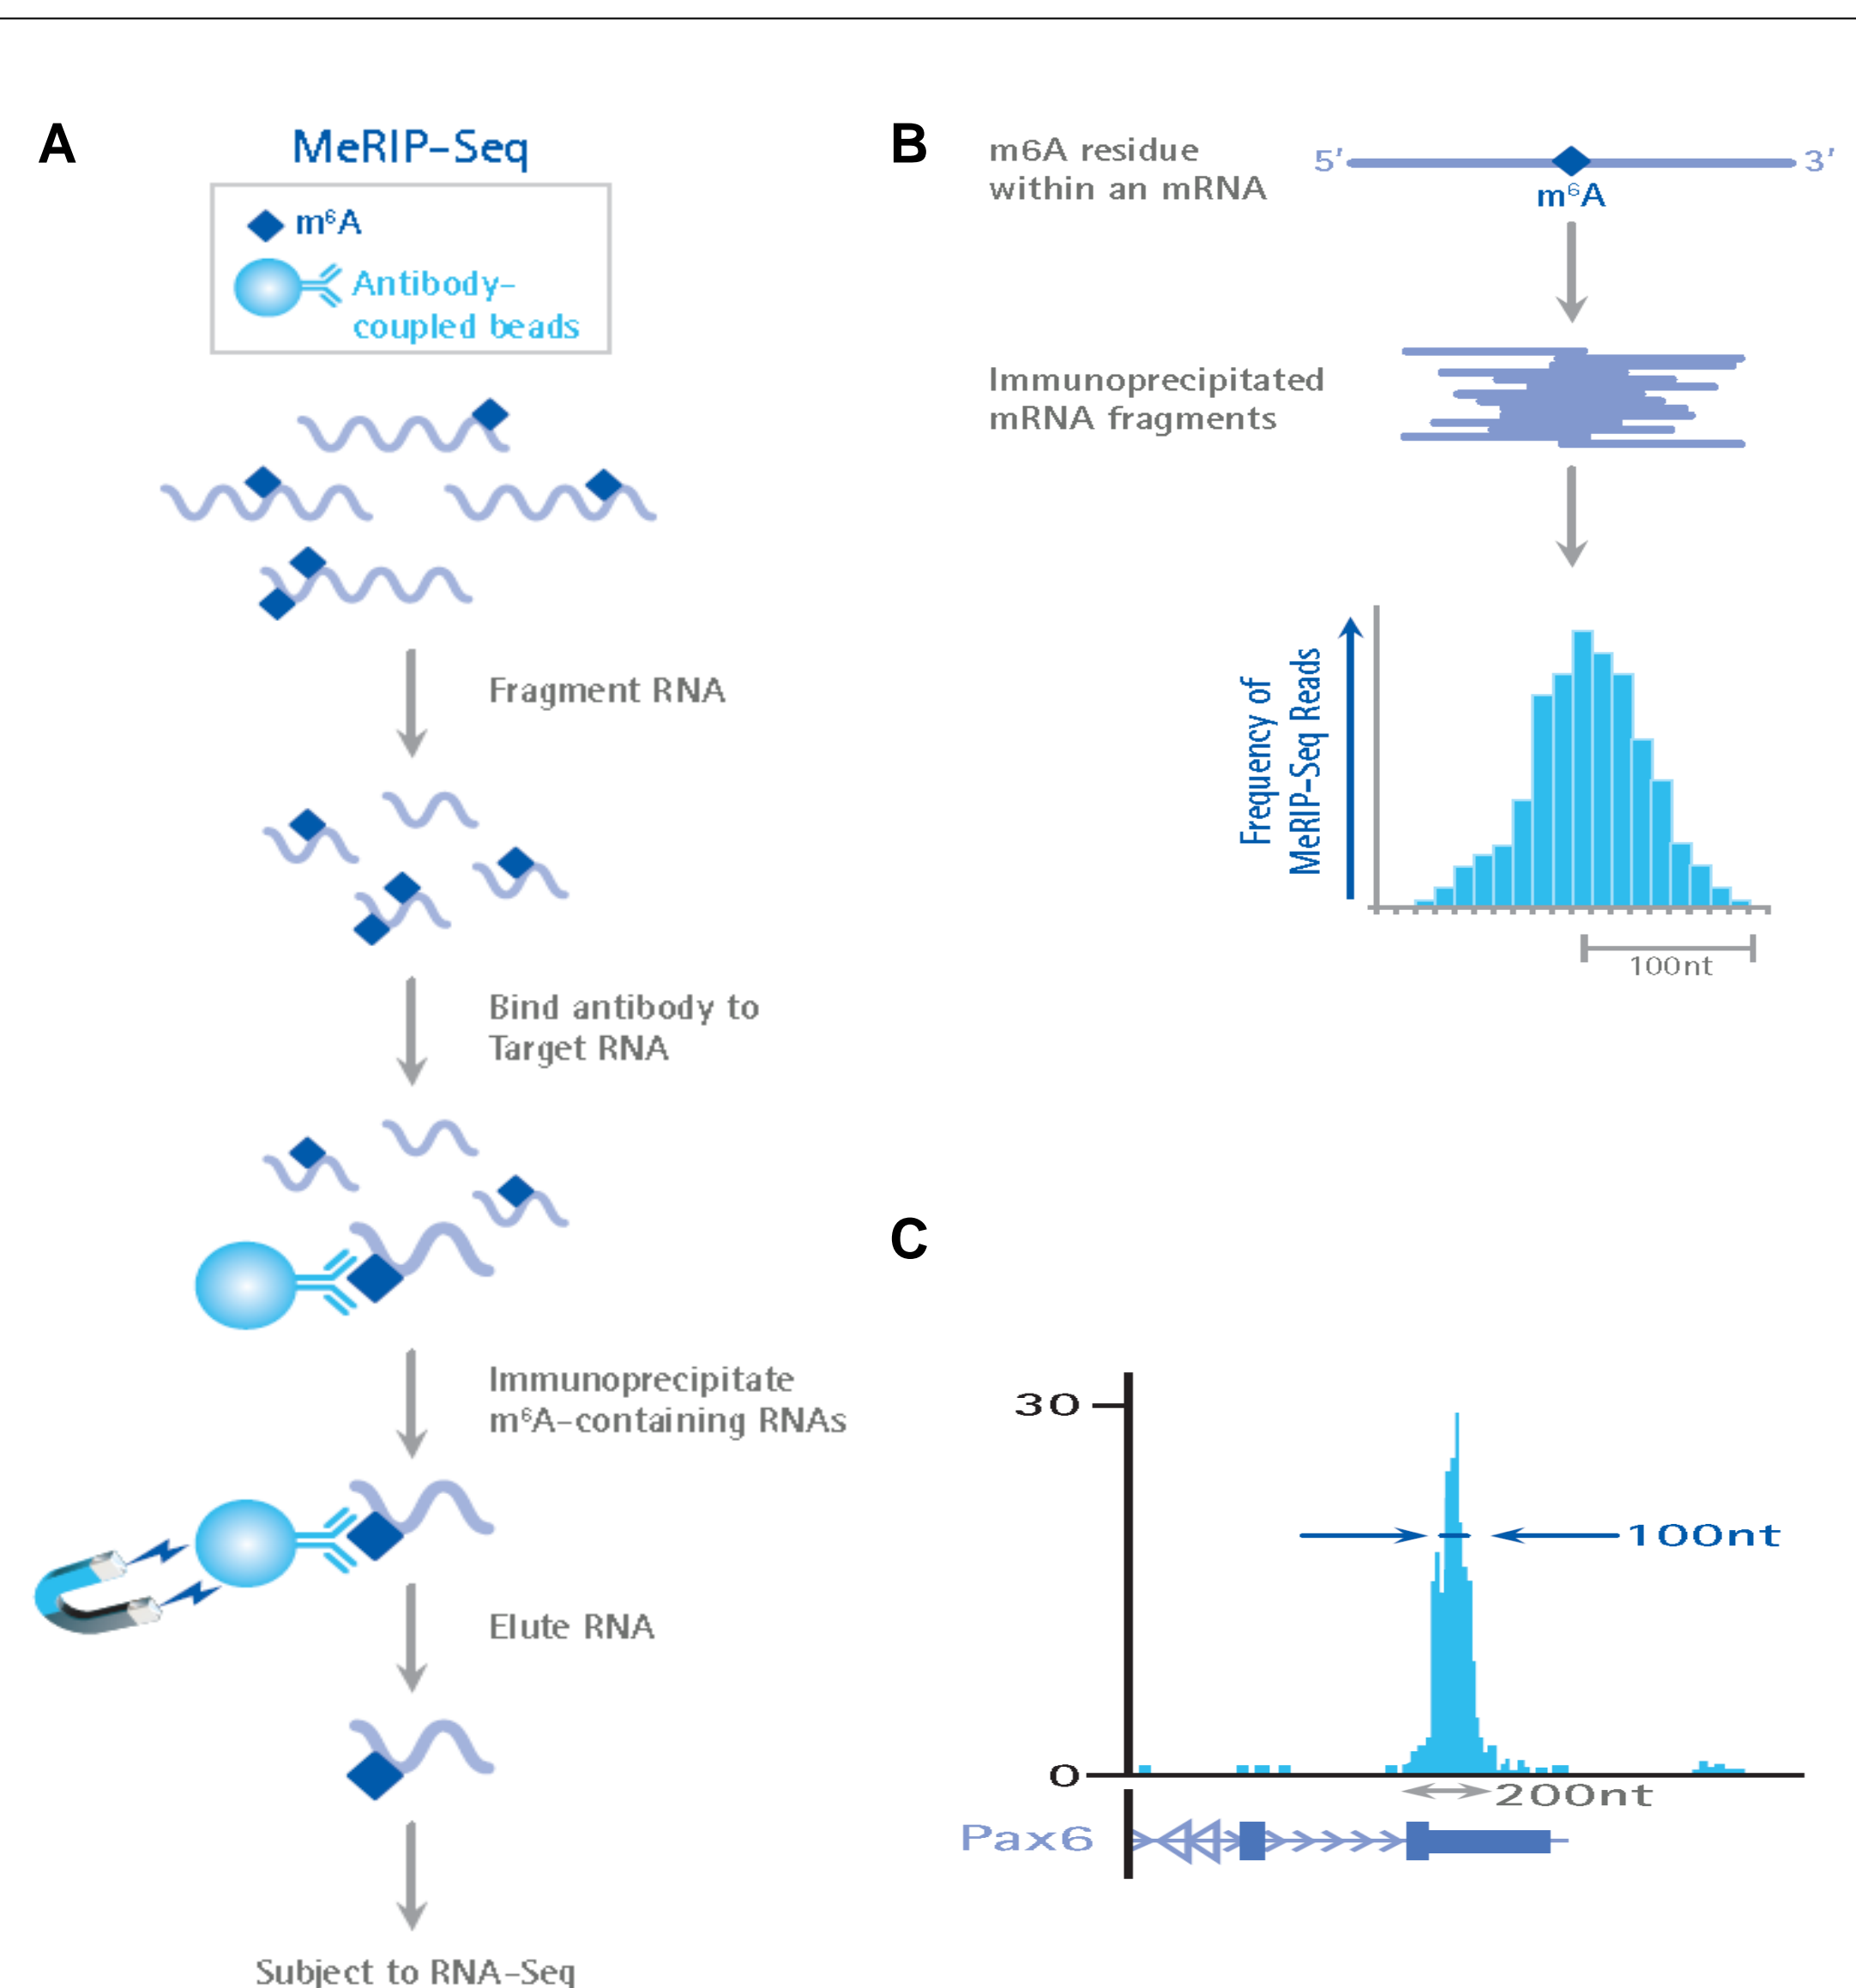 A
MeRIP-Seq
m⁶A
Antibody-
coupled beads
Fragment RNA
Bind antibody to
Target RNA
Immunoprecipitate
m⁶A-containing RNAs
Elute RNA
Subject to RNA-Seq
B
m6A residue
within an mRNA
5′
3′
m⁶A
Immunoprecipitated
mRNA fragments
Frequency of
MeRIP-Seq Reads
100nt
C
30
100nt
0
200nt
Pax6